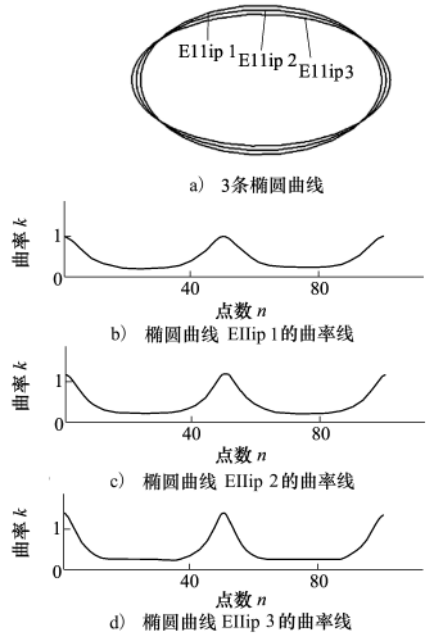 E11ip 1
E11ip 2
E11ip3
a) 3条椭圆曲线
曲率 k
1
0
40
80
点数 n
b) 椭圆曲线 EIIip 1的曲率线
曲率 k
1
0
40
80
点数 n
c) 椭圆曲线 EIIip 2的曲率线
曲率 k
1
0
40
80
点数 n
d) 椭圆曲线 EIIip 3的曲率线